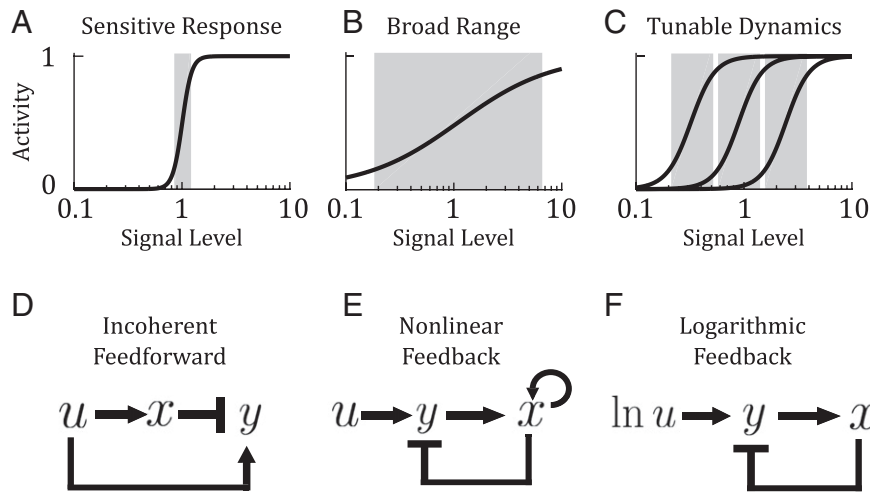 A Sensitive Response
B Broad Range
C Tunable Dynamics
Activity
1
0
0.1 1 10
Signal Level
0.1 1 10
Signal Level
0.1 1 10
Signal Level
D
Incoherent
Feedforward
u x y
E
Nonlinear
Feedback
u y x
F
Logarithmic
Feedback
ln u y x